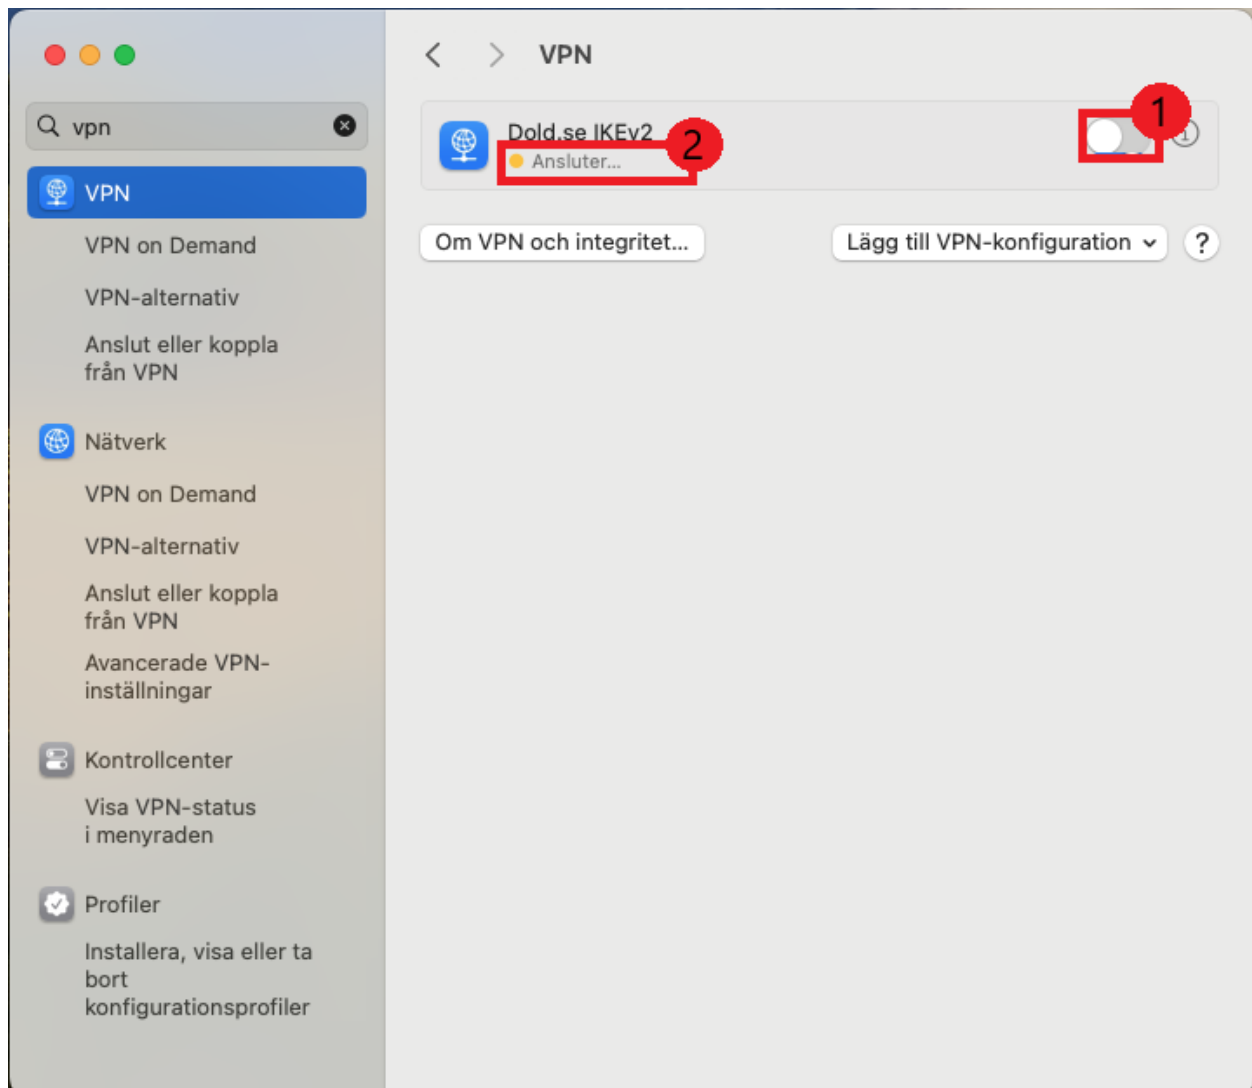 VPN
vpn
Dold.se IKEv2
1
2
Ansluter...
VPN
VPN on Demand
Om VPN och integritet...
Lägg till VPN-konfiguration
?
VPN-alternativ
Anslut eller koppla
från VPN
Nätverk
VPN on Demand
VPN-alternativ
Anslut eller koppla
från VPN
Avancerade VPN-
inställningar
Kontrollcenter
Visa VPN-status
i menyraden
Profiler
Installera, visa eller ta
bort
konfigurationsprofiler